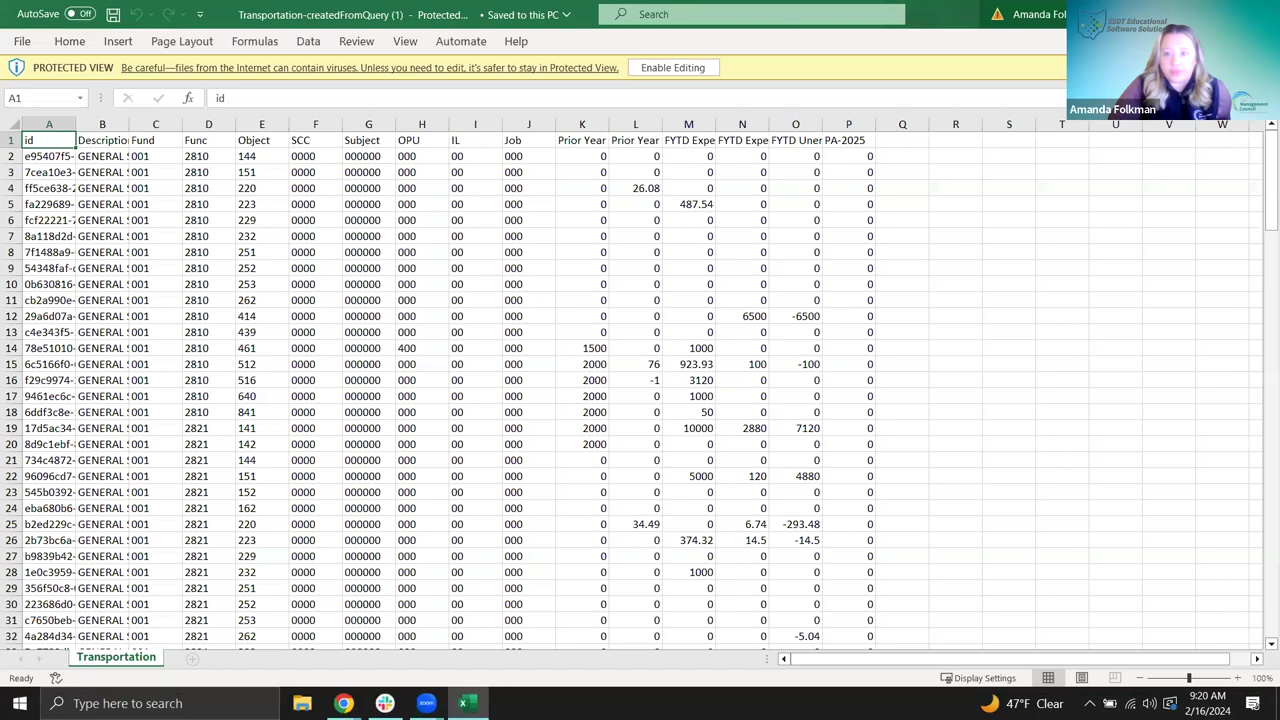 AutoSave Off Transportation-createdFromQuery (1) - Protected... • Saved to this PC Search Amanda Fol
SSDT Educational
Software Solutio
File Home Insert Page Layout Formulas Data Review View Automate Help
PROTECTED VIEW Be careful—files from the Internet can contain viruses. Unless you need to edit, it's safer to stay in Protected View. Enable Editing
A1 fx id
Management
Council
Amanda Folkman
A B C D E F G H I J K L M N O P Q R S T U V W
1 id Descriptio Fund Func Object SCC Subject OPU IL Job Prior Year Prior Year FYTD Expe FYTD Expe FYTD Uner PA-2025
2 e95407f5- GENERAL 001 2810 144 0000 000000 000 00 000 0 0 0 0 0 0
3 7cea10e3- GENERAL 001 2810 151 0000 000000 000 00 000 0 0 0 0 0 0
4 ff5ce638-2 GENERAL 001 2810 220 0000 000000 000 00 000 0 26.08 0 0 0 0
5 fa229689- GENERAL 001 2810 223 0000 000000 000 00 000 0 0 487.54 0 0 0
6 fcf22221-7 GENERAL 001 2810 229 0000 000000 000 00 000 0 0 0 0 0 0
7 8a118d2d- GENERAL 001 2810 232 0000 000000 000 00 000 0 0 0 0 0 0
8 7f1488a9- GENERAL 001 2810 251 0000 000000 000 00 000 0 0 0 0 0 0
9 54348faf- GENERAL 001 2810 252 0000 000000 000 00 000 0 0 0 0 0 0
10 0b630816- GENERAL 001 2810 253 0000 000000 000 00 000 0 0 0 0 0 0
11 cb2a990e- GENERAL 001 2810 262 0000 000000 000 00 000 0 0 0 0 0 0
12 29a6d07a- GENERAL 001 2810 414 0000 000000 000 00 000 0 0 0 6500 -6500 0
13 c4e343f5- GENERAL 001 2810 439 0000 000000 000 00 000 0 0 0 0 0 0
14 78e51010- GENERAL 001 2810 461 0000 000000 400 00 000 1500 0 1000 0 0 0
15 6c5166f0- GENERAL 001 2810 512 0000 000000 000 00 000 2000 76 923.93 100 -100 0
16 f29c9974- GENERAL 001 2810 516 0000 000000 000 00 000 2000 -1 3120 0 0 0
17 9461ec6c- GENERAL 001 2810 640 0000 000000 000 00 000 2000 0 1000 0 0 0
18 6ddf3c8e- GENERAL 001 2810 841 0000 000000 000 00 000 2000 0 50 0 0 0
19 17d5ac34- GENERAL 001 2821 141 0000 000000 000 00 000 2000 0 10000 2880 7120 0
20 8d9c1ebf- GENERAL 001 2821 142 0000 000000 000 00 000 2000 0 0 0 0 0
21 734c4872- GENERAL 001 2821 144 0000 000000 000 00 000 0 0 0 0 0 0
22 96096cd7- GENERAL 001 2821 151 0000 000000 000 00 000 0 0 5000 120 4880 0
23 545b0392- GENERAL 001 2821 152 0000 000000 000 00 000 0 0 0 0 0 0
24 eba680b6- GENERAL 001 2821 162 0000 000000 000 00 000 0 0 0 0 0 0
25 b2ed229c- GENERAL 001 2821 220 0000 000000 000 00 000 0 34.49 0 6.74 -293.48 0
26 2b73bc6a- GENERAL 001 2821 223 0000 000000 000 00 000 0 0 374.32 14.5 -14.5 0
27 b9839b42- GENERAL 001 2821 229 0000 000000 000 00 000 0 0 0 0 0 0
28 1e0c3959- GENERAL 001 2821 232 0000 000000 000 00 000 0 0 1000 0 0 0
29 356f50c8- GENERAL 001 2821 251 0000 000000 000 00 000 0 0 0 0 0 0
30 223686d0- GENERAL 001 2821 252 0000 000000 000 00 000 0 0 0 0 0 0
31 c7650beb- GENERAL 001 2821 253 0000 000000 000 00 000 0 0 0 0 0 0
32 4a284d34- GENERAL 001 2821 262 0000 000000 000 00 000 0 0 0 0 -5.04 0
Transportation
Ready Display Settings 100%
Type here to search zoom 47°F Clear 9:20 AM
2/16/2024